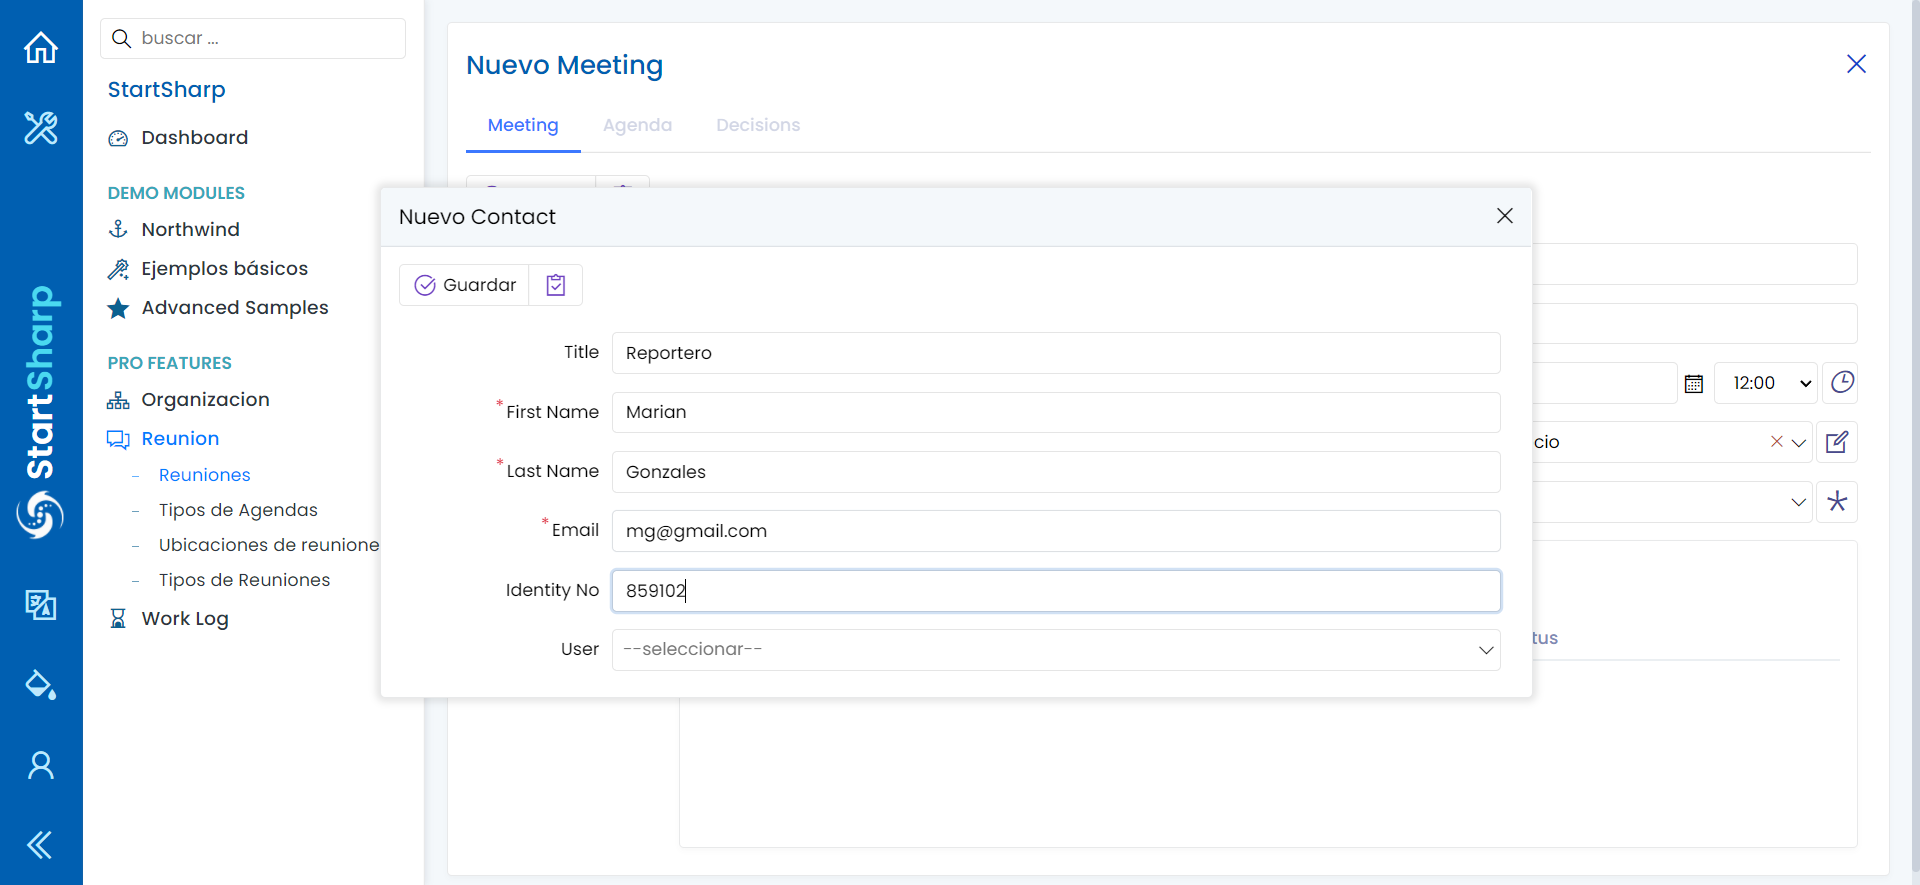 buscar ...
StartSharp
Dashboard
DEMO MODULES
Northwind
Ejemplos básicos
Advanced Samples
PRO FEATURES
Organizacion
Reunion
Reuniones
Tipos de Agendas
Ubicaciones de reunione
Tipos de Reuniones
Work Log
StartSharp
Nuevo Meeting
Meeting
Agenda
Decisions
12:00
cio
tus
Nuevo Contact
Guardar
Title
Reportero
*First Name
Marian
*Last Name
Gonzales
*Email
mg@gmail.com
Identity No
859102
User
--seleccionar--